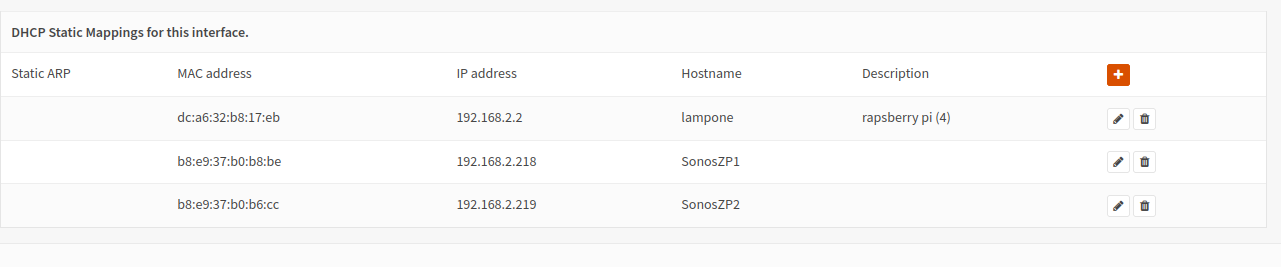 DHCP Static Mappings for this interface.
Static ARP MAC address IP address Hostname Description
dc:a6:32:b8:17:eb 192.168.2.2 lampone rapsberry pi (4)
b8:e9:37:b0:b8:be 192.168.2.218 SonosZP1
b8:e9:37:b0:b6:cc 192.168.2.219 SonosZP2